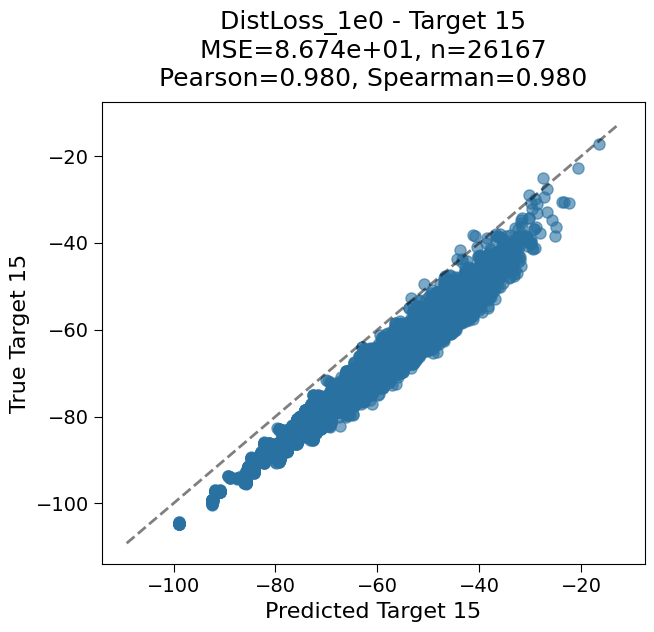 DistLoss_1e0 - Target 15
MSE=8.674e+01, n=26167
Pearson=0.980, Spearman=0.980
True Target 15
−20
−40
−60
−80
−100
−100
−80
−60
−40
−20
Predicted Target 15